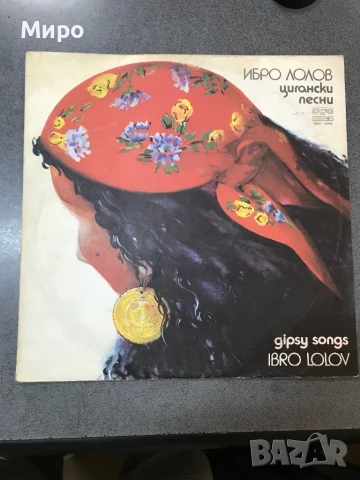 Миро
ИБРО ЛОЛОВ
цигански
песни
gipsy songs
IBRO LOLOV
BAZAR